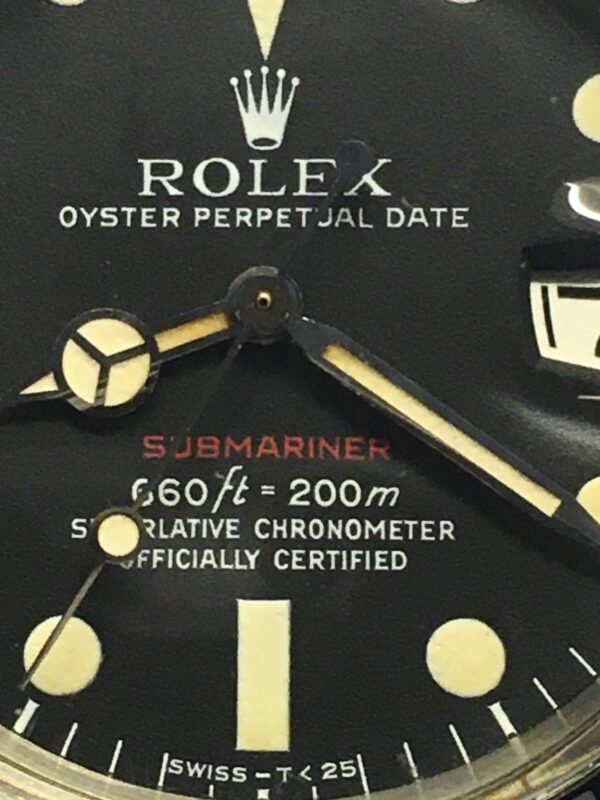 ROLEX
OYSTER PERPETUAL DATE
SUBMARINER
660ft = 200m
SUPERLATIVE CHRONOMETER
OFFICIALLY CERTIFIED
SWISS – T < 25